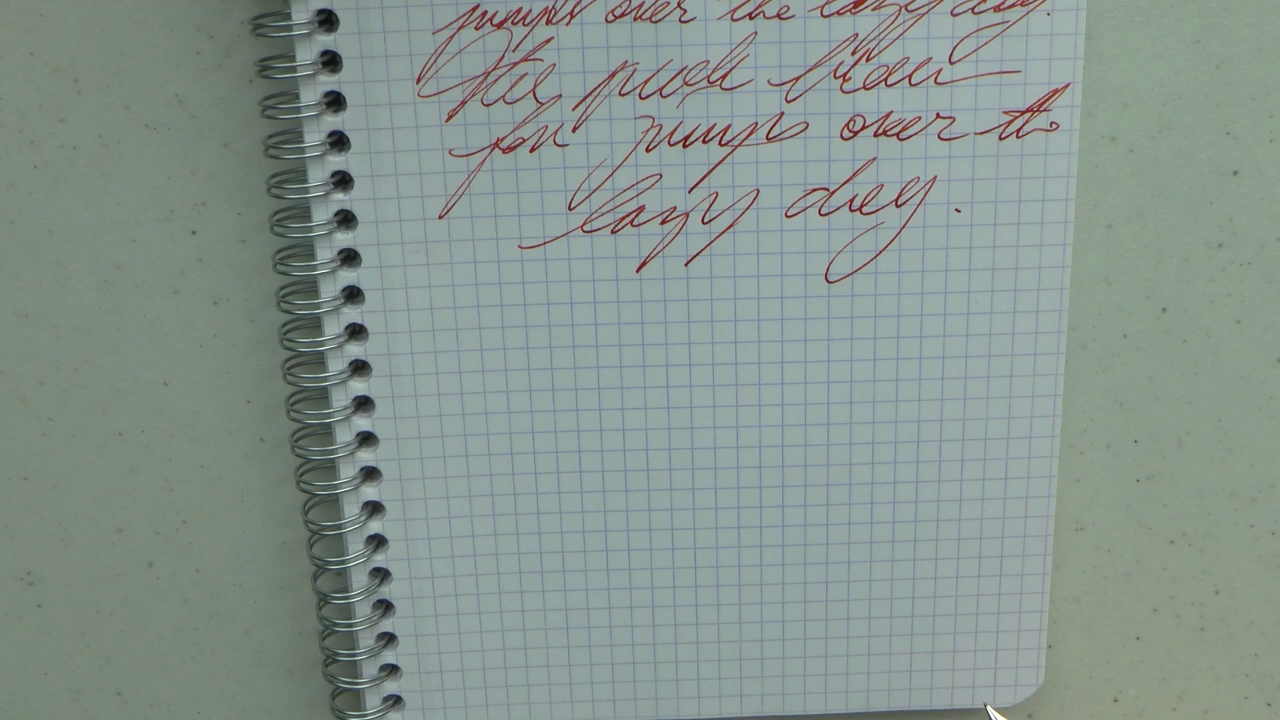 jumps over the lazy dog.
The quick brown
fox jumps over the
lazy dog.